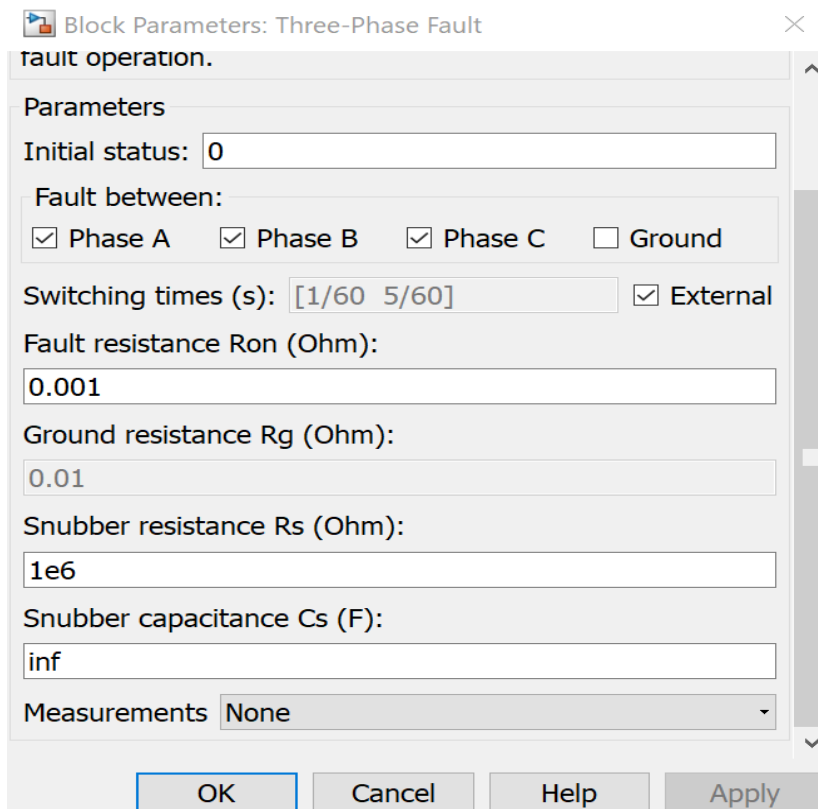 Block Parameters: Three-Phase Fault
fault operation.
Parameters
Initial status: 0
Fault between:
Phase A Phase B Phase C Ground
Switching times (s): [1/60 5/60] External
Fault resistance Ron (Ohm):
0.001
Ground resistance Rg (Ohm):
0.01
Snubber resistance Rs (Ohm):
1e6
Snubber capacitance Cs (F):
inf
Measurements None
OK Cancel Help Apply